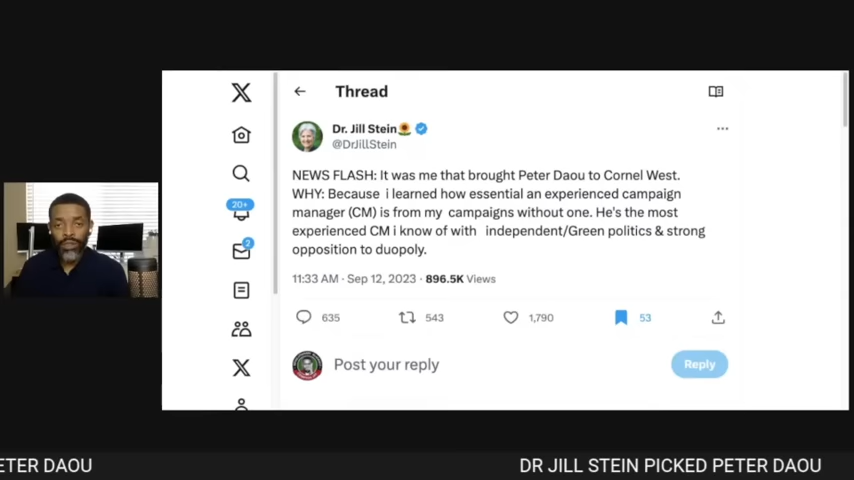 Thread
Dr. Jill Stein🌻
@DrJillStein
NEWS FLASH: It was me that brought Peter Daou to Cornel West.
WHY: Because i learned how essential an experienced campaign
manager (CM) is from my campaigns without one. He's the most
experienced CM i know of with independent/Green politics & strong
opposition to duopoly.
11:33 AM · Sep 12, 2023 · 896.5K Views
635 543 1,790 53
20+
2
Post your reply
Reply
ETER DAOU
DR JILL STEIN PICKED PETER DAOU